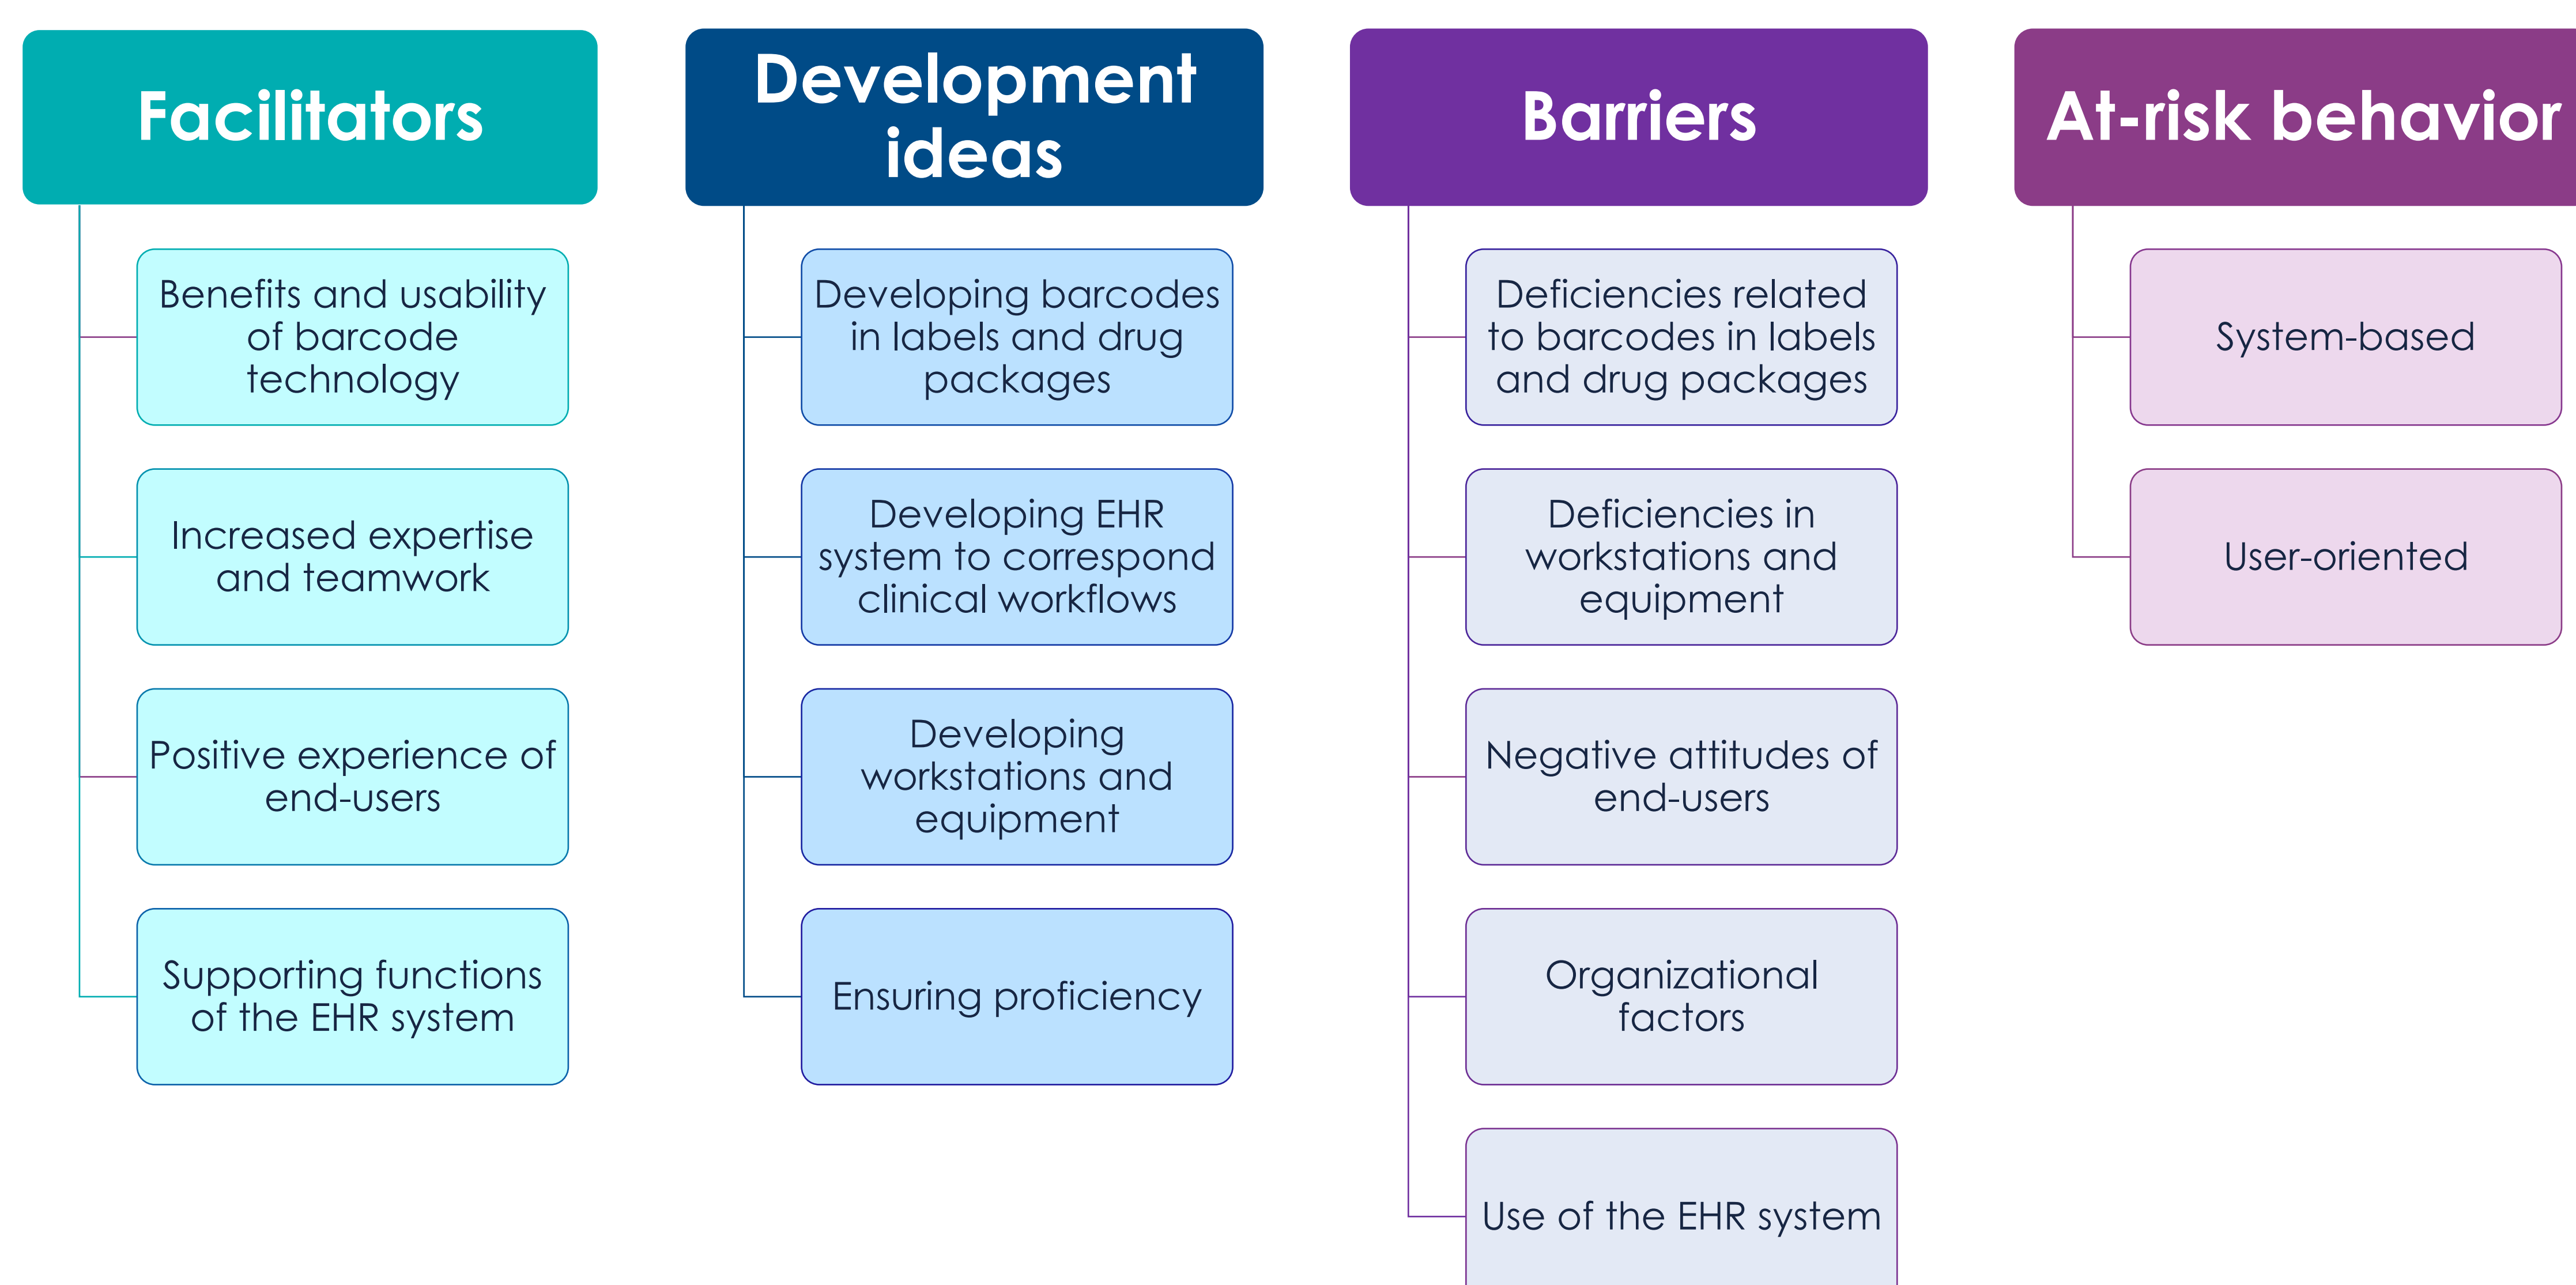 Facilitators
Benefits and usability
of barcode
technology
Increased expertise
and teamwork
Positive experience of
end-users
Supporting functions
of the EHR system
Development
ideas
Developing barcodes
in labels and drug
packages
Developing EHR
system to correspond
clinical workflows
Developing
workstations and
equipment
Ensuring proficiency
Barriers
Deficiencies related
to barcodes in labels
and drug packages
Deficiencies in
workstations and
equipment
Negative attitudes of
end-users
Organizational
factors
Use of the EHR system
At-risk behavior
System-based
User-oriented